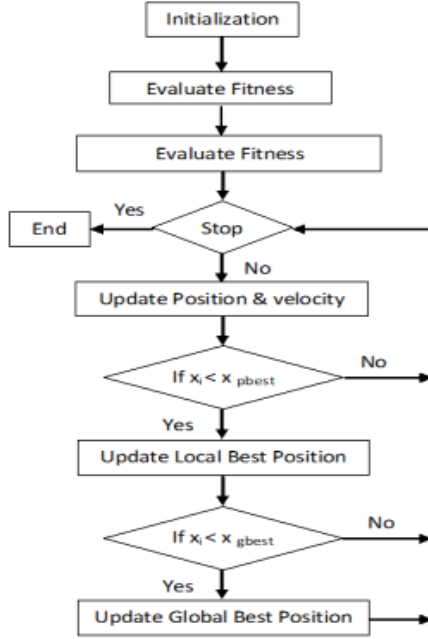 Initialization
Evaluate Fitness
Evaluate Fitness
Yes
End
Stop
No
Update Position & velocity
If xᵢ < x pbest
No
Yes
Update Local Best Position
If xᵢ < x gbest
No
Yes
Update Global Best Position